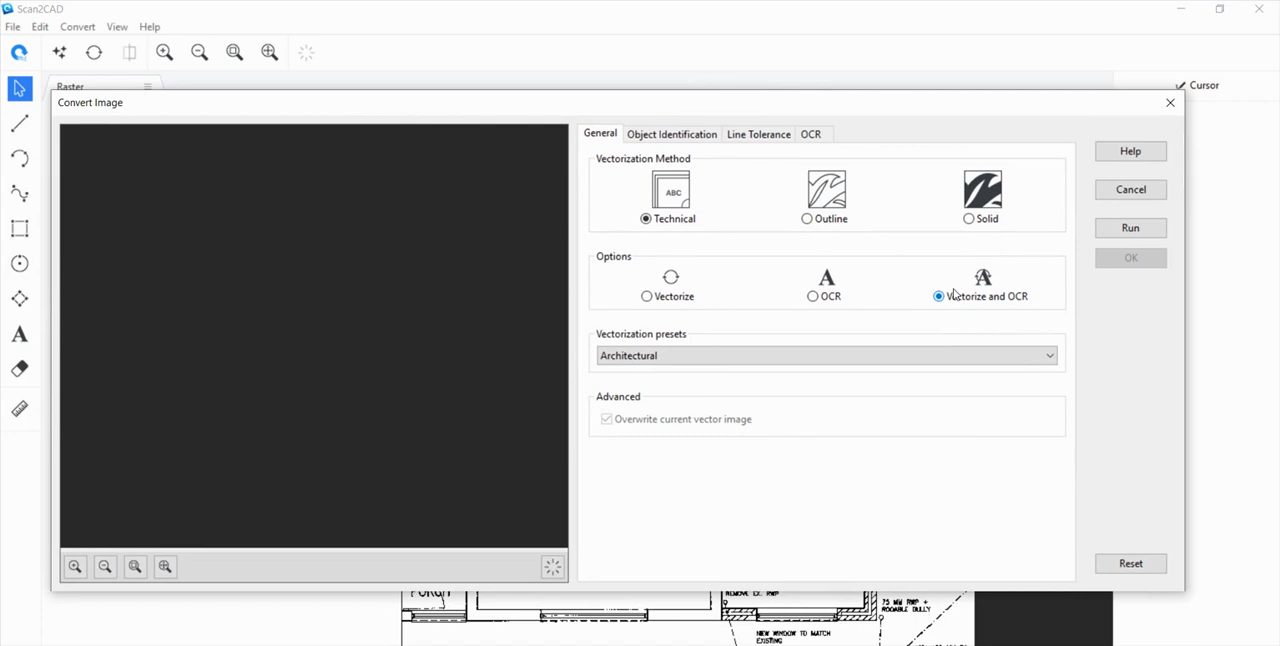 Scan2CAD
File Edit Convert View Help
Raster
Cursor
Convert Image
General Object Identification Line Tolerance OCR
Help
Vectorization Method
ABC
Cancel
Technical Outline Solid
Run
Options
A A
OK
Vectorize OCR Vectorize and OCR
Vectorization presets
A
Architectural
Advanced
Overwrite current vector image
Reset
REMOVE EX. RWP
75 MM RWP +
RODABLE GULLY
NEW WINDOW TO MATCH
EXISTING